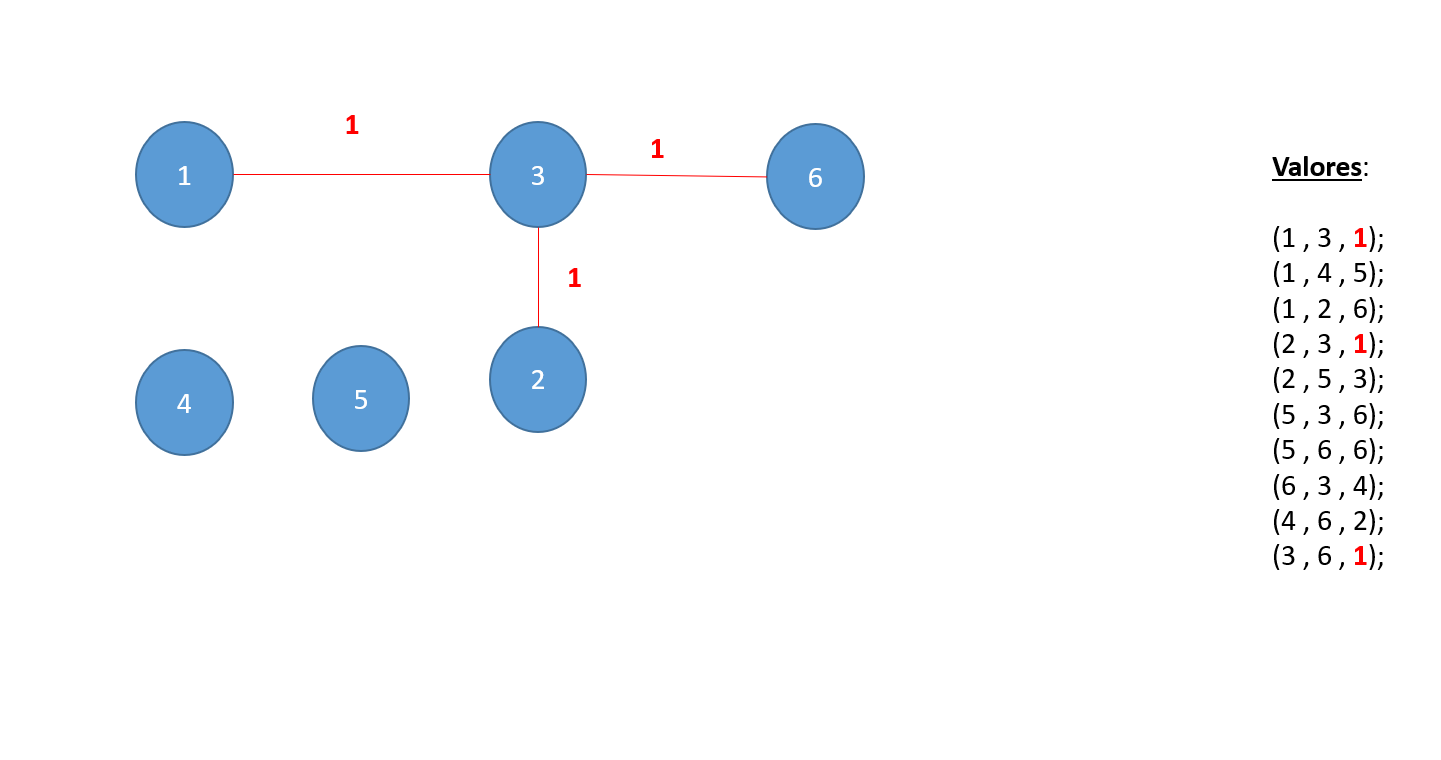 1
1
1
3
6
1
4
5
2
Valores:
(1 , 3 , 1);
(1 , 4 , 5);
(1 , 2 , 6);
(2 , 3 , 1);
(2 , 5 , 3);
(5 , 3 , 6);
(5 , 6 , 6);
(6 , 3 , 4);
(4 , 6 , 2);
(3 , 6 , 1);